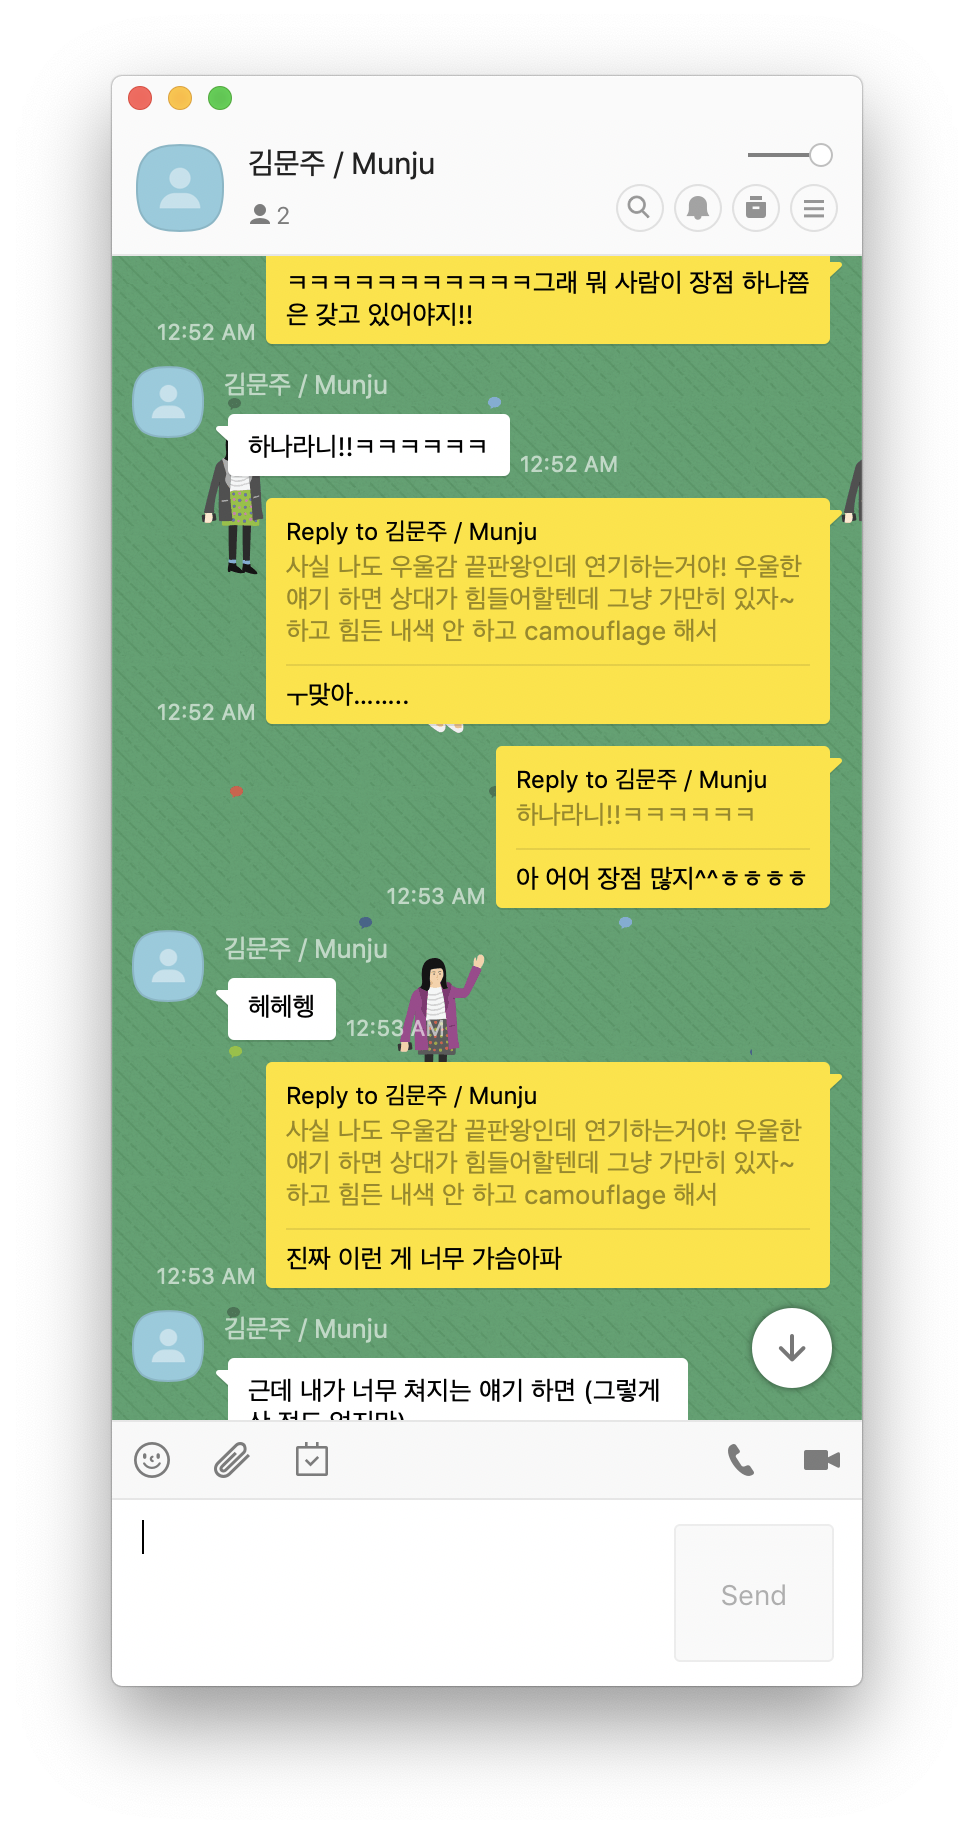 김문주 / Munju
2
ㅋㅋㅋㅋㅋㅋㅋㅋㅋㅋㅋ그래 뭐 사람이 장점 하나쯤
은 갖고 있어야지!!
12:52 AM
김문주 / Munju
하나라니!!ㅋㅋㅋㅋㅋㅋ
12:52 AM
Reply to 김문주 / Munju
사실 나도 우울감 끝판왕인데 연기하는거야! 우울한
얘기 하면 상대가 힘들어할텐데 그냥 가만히 있자~
하고 힘든 내색 안 하고 camouflage 해서
ㅜ맞아........
12:52 AM
Reply to 김문주 / Munju
하나라니!!ㅋㅋㅋㅋㅋㅋ
아 어어 장점 많지^^ㅎㅎㅎㅎ
12:53 AM
김문주 / Munju
헤헤헹
12:53 AM
Reply to 김문주 / Munju
사실 나도 우울감 끝판왕인데 연기하는거야! 우울한
얘기 하면 상대가 힘들어할텐데 그냥 가만히 있자~
하고 힘든 내색 안 하고 camouflage 해서
진짜 이런 게 너무 가슴아파
12:53 AM
김문주 / Munju
근데 내가 너무 쳐지는 얘기 하면 (그렇게
Send